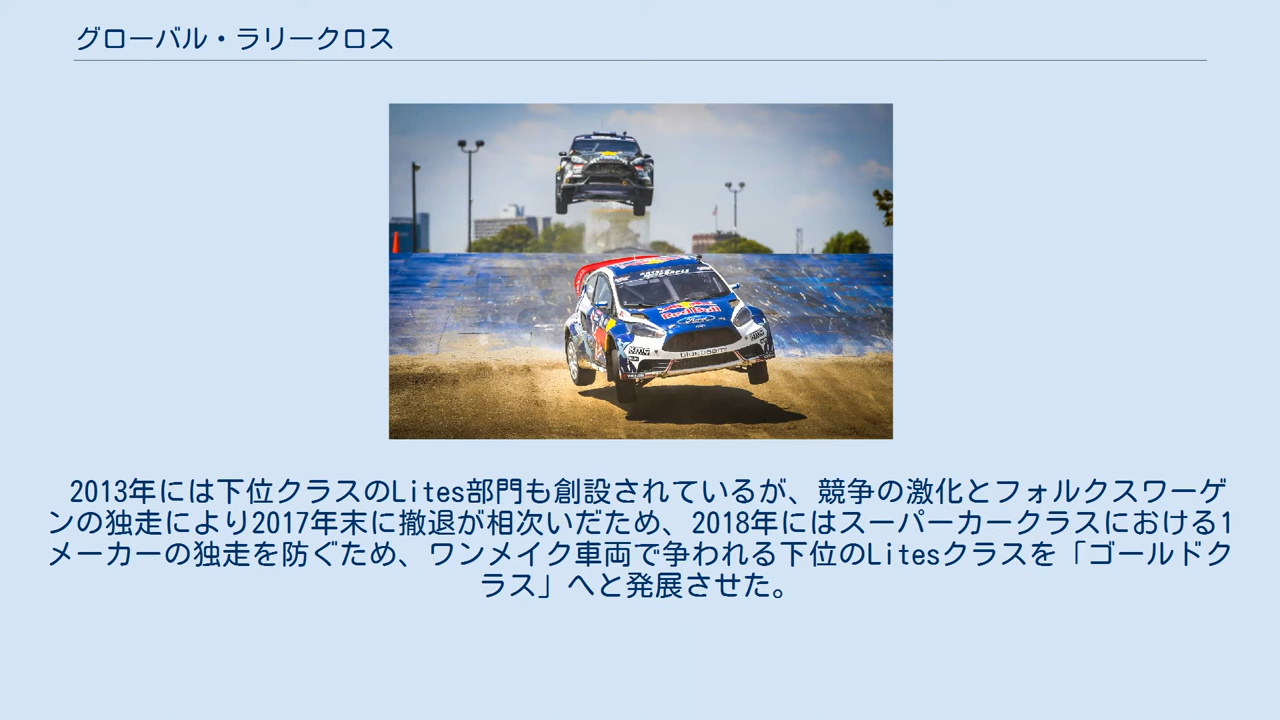 グローバル・ラリークロス
Red Bull
Ford
bluebeam
2013年には下位クラスのLites部門も創設されているが、競争の激化とフォルクスワーゲ
ンの独走により2017年末に撤退が相次いだため、2018年にはスーパーカークラスにおける1
メーカーの独走を防ぐため、ワンメイク車両で争われる下位のLitesクラスを「ゴールドク
ラス」へと発展させた。